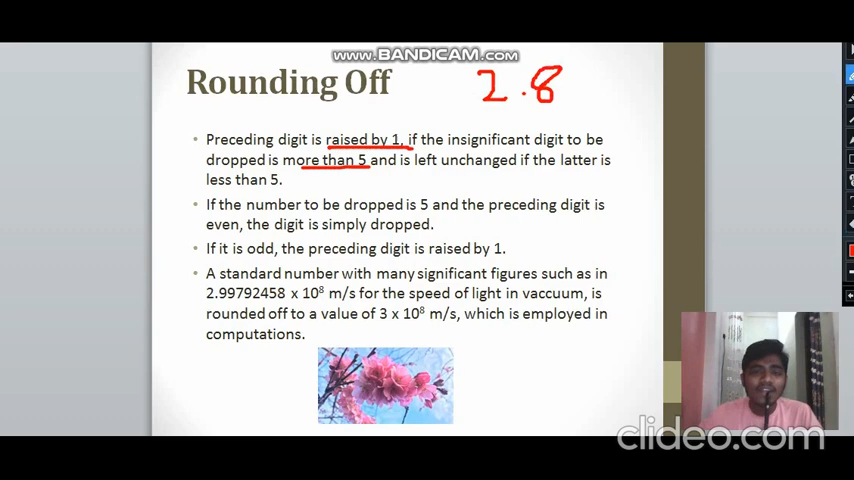 www.BANDICAM.com
Rounding Off
2.8
Preceding digit is raised by 1, if the insignificant digit to be
dropped is more than 5 and is left unchanged if the latter is
less than 5.
If the number to be dropped is 5 and the preceding digit is
even, the digit is simply dropped.
If it is odd, the preceding digit is raised by 1.
A standard number with many significant figures such as in
2.99792458 x 10⁸ m/s for the speed of light in vaccuum, is
rounded off to a value of 3 x 10⁸ m/s, which is employed in
computations.
clideo.com